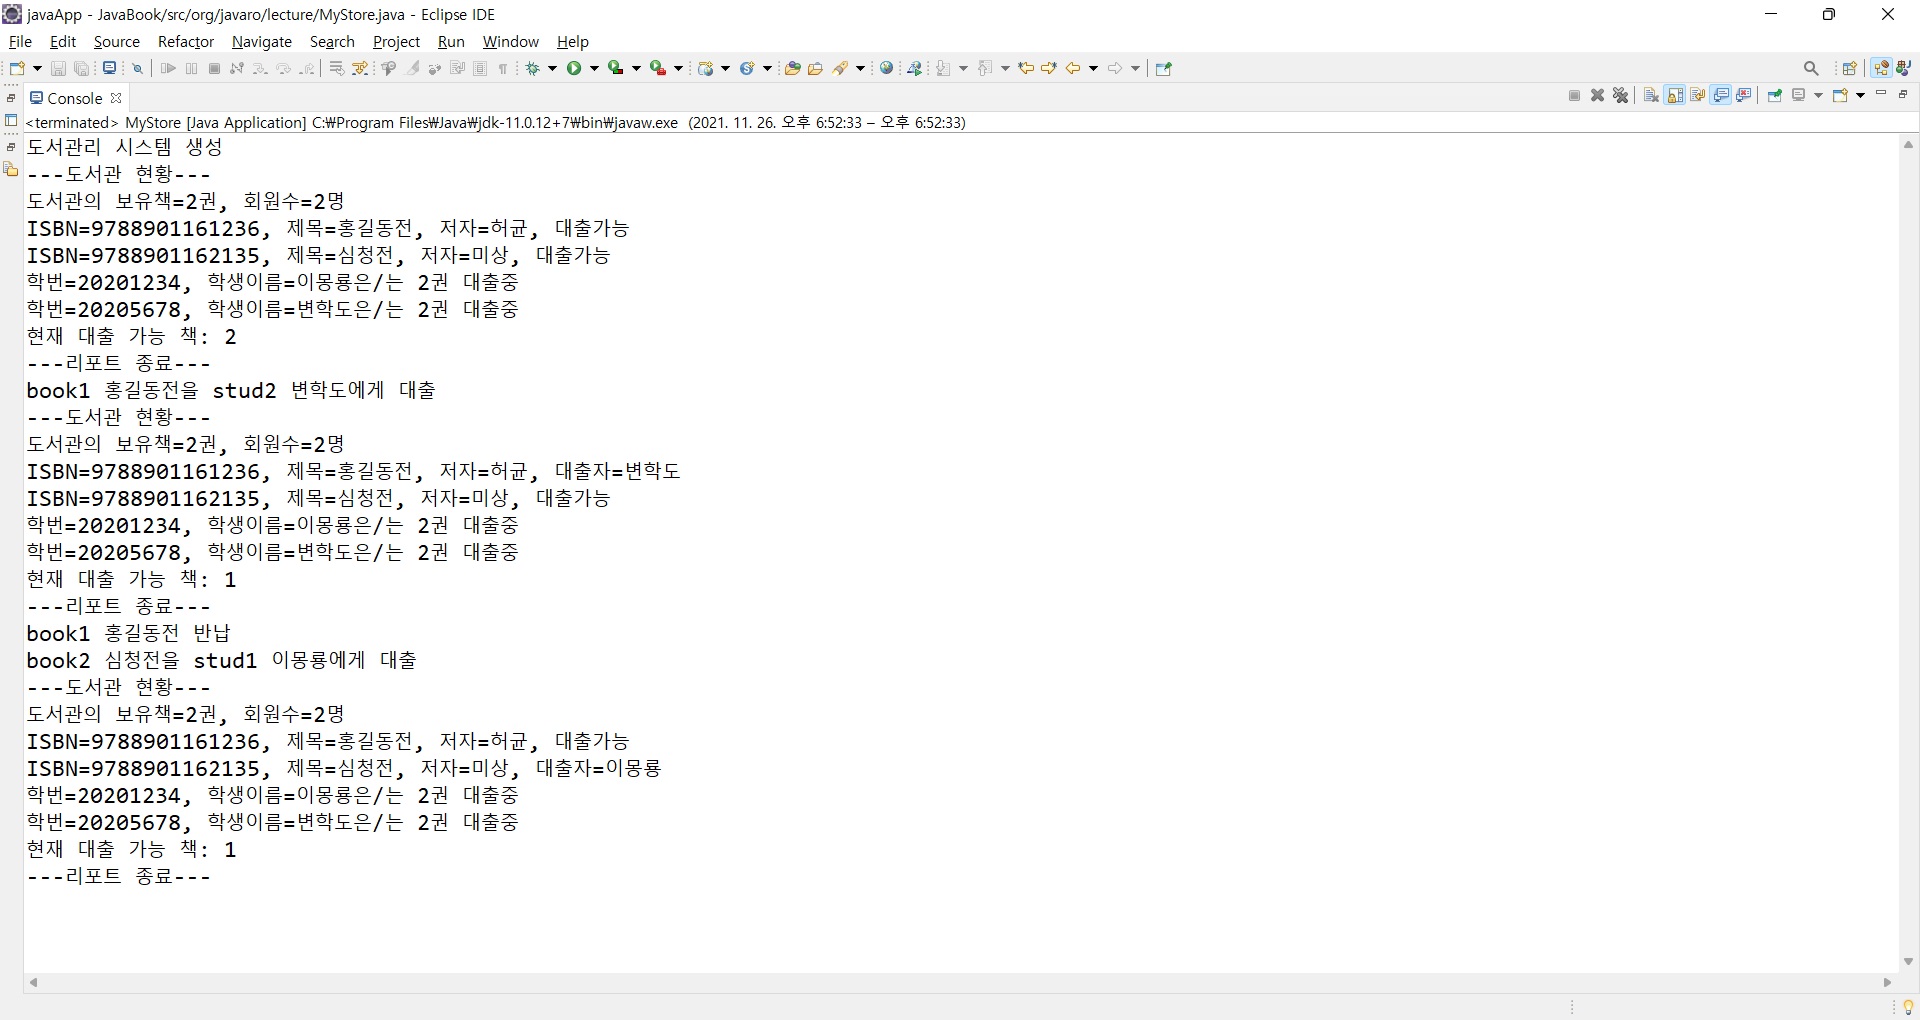 javaApp - JavaBook/src/org/javaro/lecture/MyStore.java - Eclipse IDE
File Edit Source Refactor Navigate Search Project Run Window Help
Console
<terminated> MyStore [Java Application] C:₩Program Files₩Java₩jdk-11.0.12+7₩bin₩javaw.exe (2021. 11. 26. 오후 6:52:33 – 오후 6:52:33)
도서관리 시스템 생성
---도서관 현황---
도서관의 보유책=2권, 회원수=2명
ISBN=9788901161236, 제목=홍길동전, 저자=허균, 대출가능
ISBN=9788901162135, 제목=심청전, 저자=미상, 대출가능
학번=20201234, 학생이름=이몽룡은/는 2권 대출중
학번=20205678, 학생이름=변학도은/는 2권 대출중
현재 대출 가능 책: 2
---리포트 종료---
book1 홍길동전을 stud2 변학도에게 대출
---도서관 현황---
도서관의 보유책=2권, 회원수=2명
ISBN=9788901161236, 제목=홍길동전, 저자=허균, 대출자=변학도
ISBN=9788901162135, 제목=심청전, 저자=미상, 대출가능
학번=20201234, 학생이름=이몽룡은/는 2권 대출중
학번=20205678, 학생이름=변학도은/는 2권 대출중
현재 대출 가능 책: 1
---리포트 종료---
book1 홍길동전 반납
book2 심청전을 stud1 이몽룡에게 대출
---도서관 현황---
도서관의 보유책=2권, 회원수=2명
ISBN=9788901161236, 제목=홍길동전, 저자=허균, 대출가능
ISBN=9788901162135, 제목=심청전, 저자=미상, 대출자=이몽룡
학번=20201234, 학생이름=이몽룡은/는 2권 대출중
학번=20205678, 학생이름=변학도은/는 2권 대출중
현재 대출 가능 책: 1
---리포트 종료---